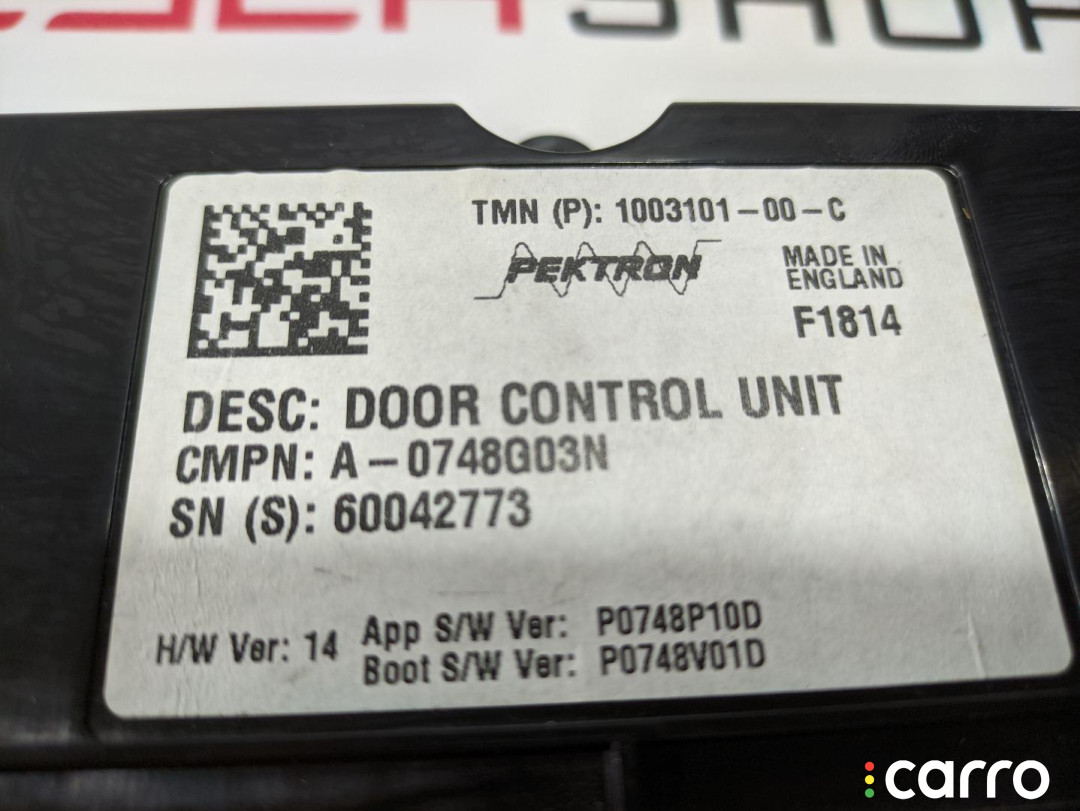 TMN (P): 1003101-00-C
PEKTRON
MADE IN
ENGLAND
F1814
DESC: DOOR CONTROL UNIT
CMPN: A-0748G03N
SN (S): 60042773
H/W Ver: 14
App S/W Ver: P0748P10D
Boot S/W Ver: P0748V01D
carro